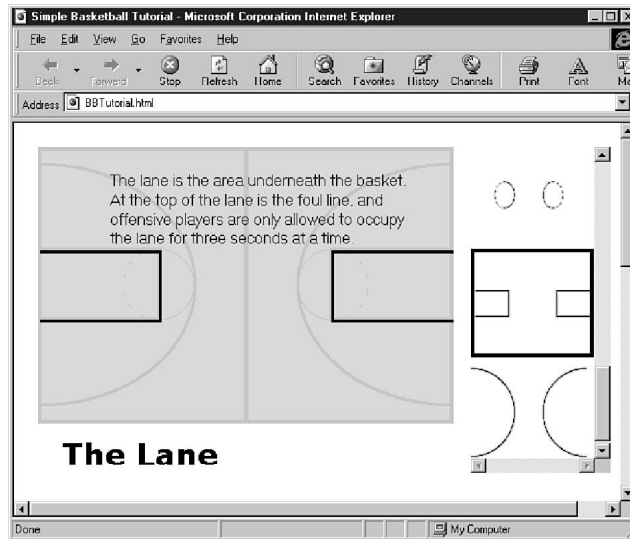 Simple Basketball Tutorial - Microsoft Corporation Internet Explorer
File Edit View Go Favorites Help
Back Forward Stop Refresh Home Search Favorites History Channels Print Font
Address BBTutorial.html
The lane is the area underneath the basket.
At the top of the lane is the foul line, and
offensive players are only allowed to occupy
the lane for three seconds at a time.
The Lane
Done My Computer